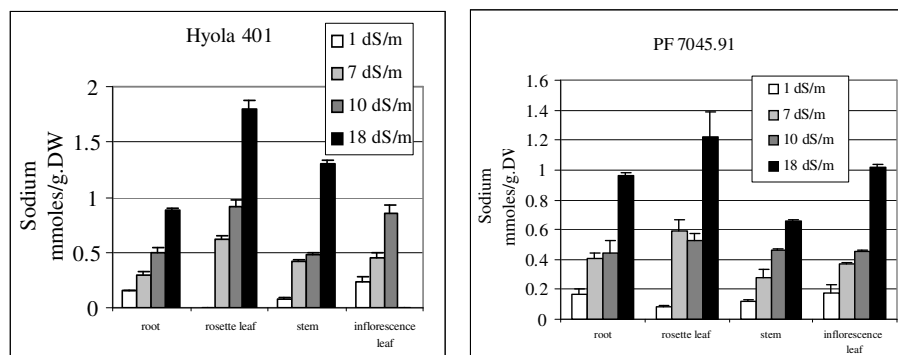 Hyola 401
1 dS/m
7 dS/m
10 dS/m
18 dS/m
Sodium
mmoles/g.DW
2
1.5
1
0.5
0
root
rosette leaf
stem
inflorescence
leaf
PF 7045.91
1 dS/m
7 dS/m
10 dS/m
18 dS/m
Sodium
mmoles/g.DW
1.6
1.4
1.2
1
0.8
0.6
0.4
0.2
0
root
rosette leaf
stem
inflorescence
leaf